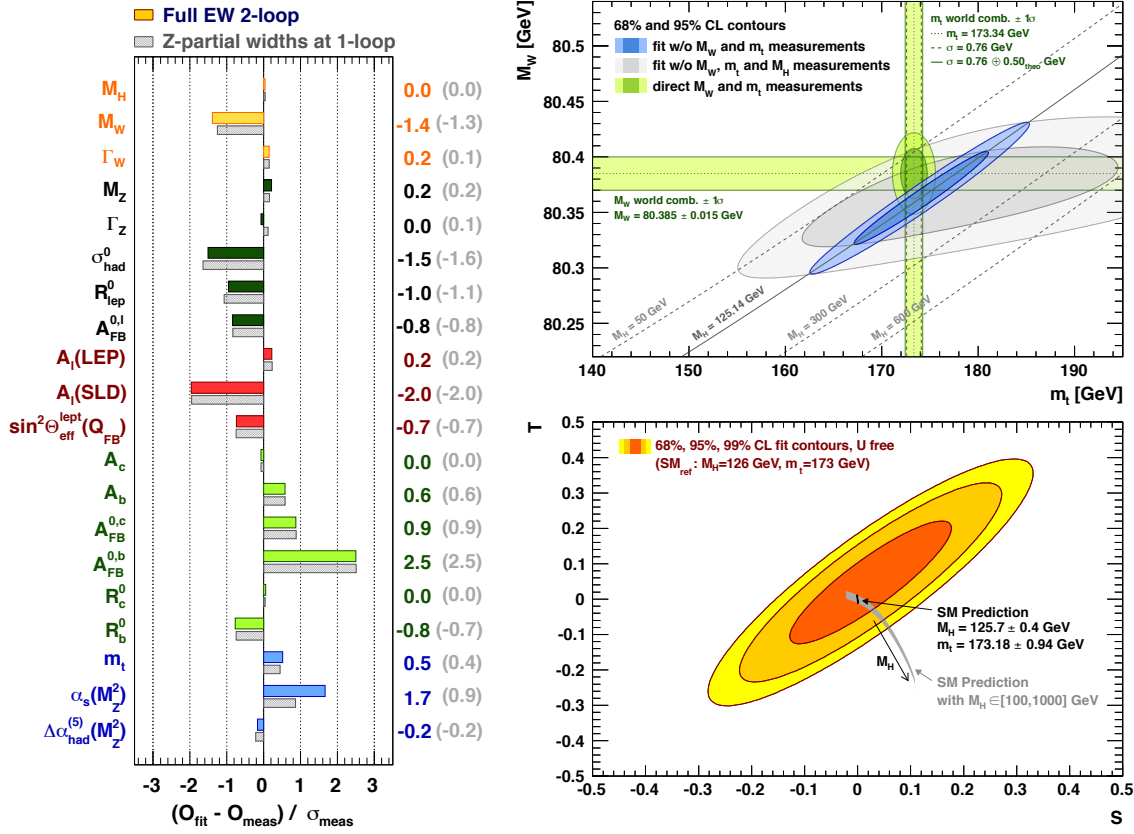 Full EW 2-loop
Z-partial widths at 1-loop
M_H 0.0 (0.0)
M_W -1.4 (-1.3)
Γ_W 0.2 (0.1)
M_Z 0.2 (0.2)
Γ_Z 0.0 (0.1)
σ^0_had -1.5 (-1.6)
R^0_lep -1.0 (-1.1)
A^0,l_FB -0.8 (-0.8)
A_l(LEP) 0.2 (0.2)
A_l(SLD) -2.0 (-2.0)
sin^2Θ^lept_eff(Q_FB) -0.7 (-0.7)
A_c 0.0 (0.0)
A_b 0.6 (0.6)
A^0,c_FB 0.9 (0.9)
A^0,b_FB 2.5 (2.5)
R^0_c 0.0 (0.0)
R^0_b -0.8 (-0.7)
m_t 0.5 (0.4)
α_s(M^2_Z) 1.7 (0.9)
Δα^(5)_had(M^2_Z) -0.2 (-0.2)
-3 -2 -1 0 1 2 3
(O_fit - O_meas) / σ_meas
M_W [GeV]
80.5
80.45
80.4
80.35
80.3
80.25
68% and 95% CL contours
fit w/o M_W and m_t measurements
fit w/o M_W, m_t and M_H measurements
direct M_W and m_t measurements
m_t world comb. ± 1σ
m_t = 173.34 GeV
σ = 0.76 GeV
σ = 0.76 ⊕ 0.50_theo GeV
M_W world comb. ± 1σ
M_W = 80.385 ± 0.015 GeV
M_H = 50 GeV
M_H = 125.14 GeV
M_H = 300 GeV
M_H = 600 GeV
140 150 160 170 180 190
m_t [GeV]
T
0.5
0.4
0.3
0.2
0.1
0
-0.1
-0.2
-0.3
-0.4
-0.5
68%, 95%, 99% CL fit contours, U free
(SM_ref: M_H=126 GeV, m_t=173 GeV)
SM Prediction
M_H = 125.7 ± 0.4 GeV
m_t = 173.18 ± 0.94 GeV
M_H
SM Prediction
with M_H ∈ [100,1000] GeV
-0.5 -0.4 -0.3 -0.2 -0.1 0 0.1 0.2 0.3 0.4 0.5
S